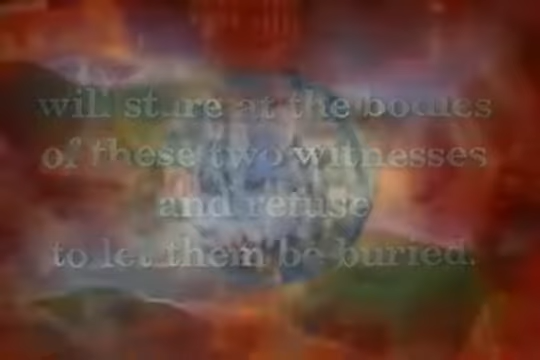 will stare at the bodies
of these two witnesses
and refuse
to let them be buried.